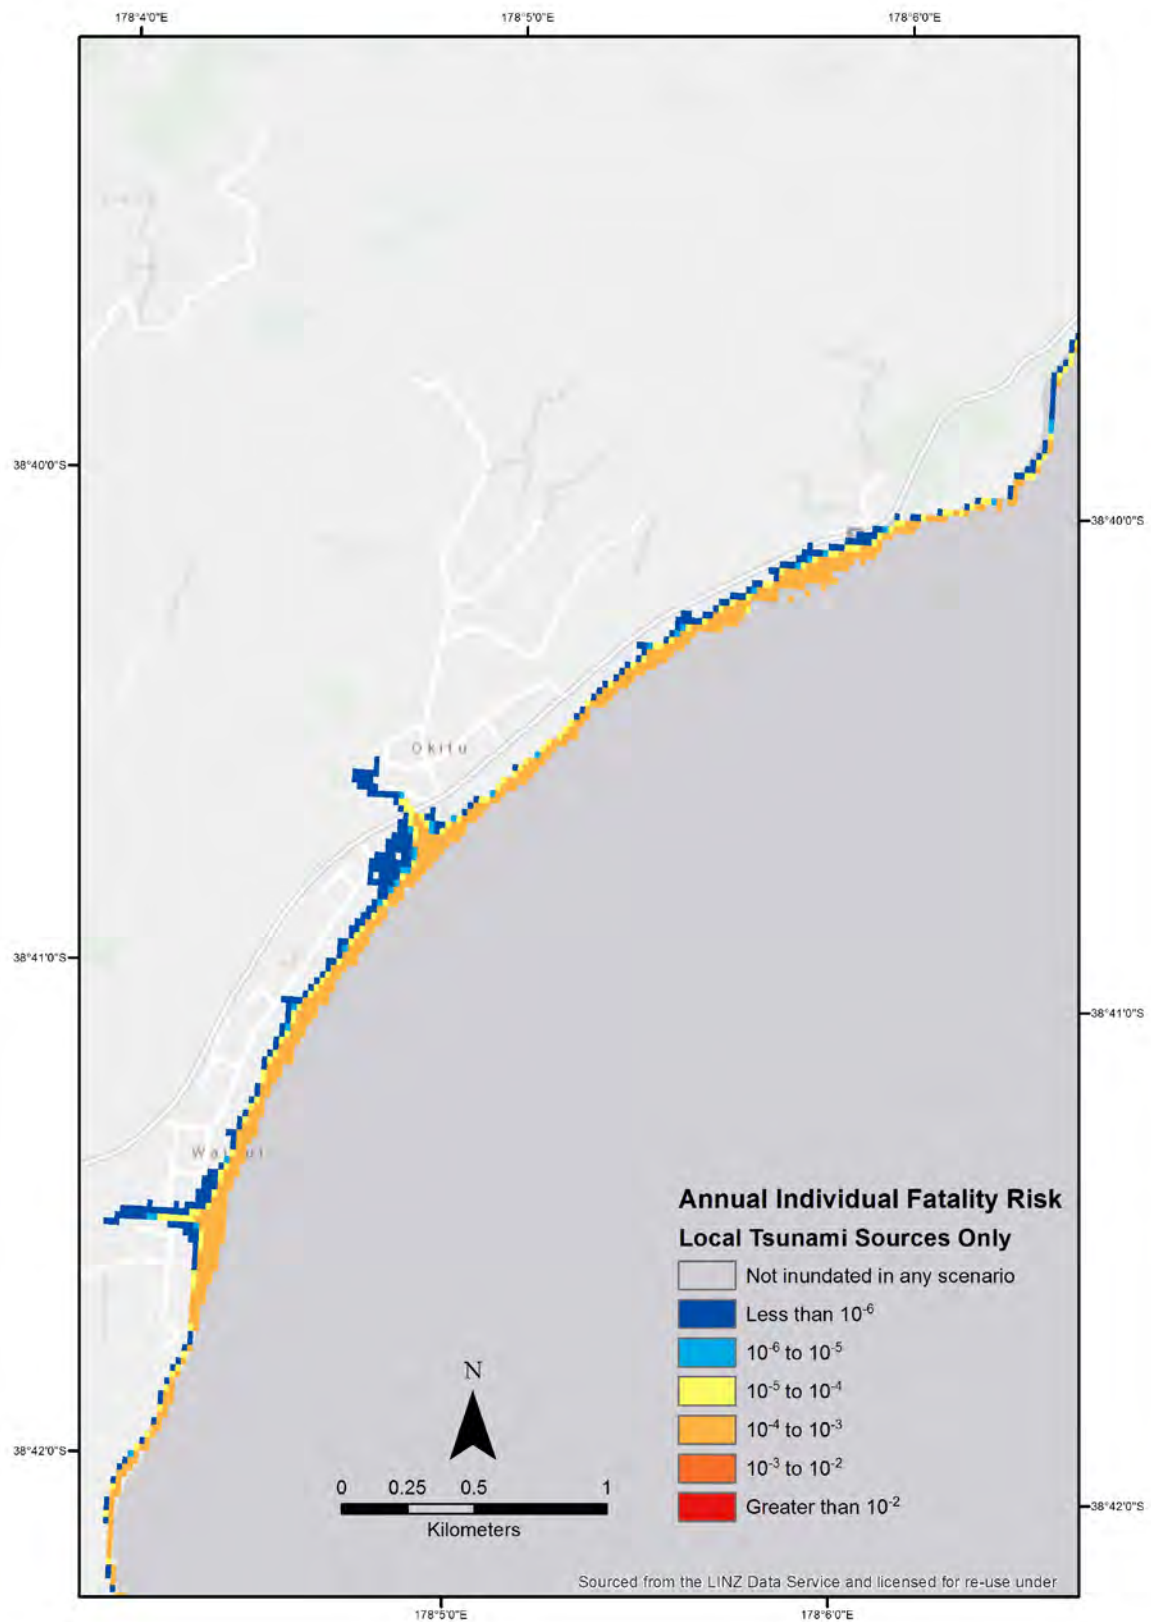 178°4'0"E
178°5'0"E
178°6'0"E
38°40'0"S
38°40'0"S
Okitu
38°41'0"S
38°41'0"S
Annual Individual Fatality Risk
Local Tsunami Sources Only
Not inundated in any scenario
Less than 10⁻⁶
10⁻⁶ to 10⁻⁵
10⁻⁵ to 10⁻⁴
10⁻⁴ to 10⁻³
10⁻³ to 10⁻²
Greater than 10⁻²
N
38°42'0"S
38°42'0"S
0 0.25 0.5 1
Kilometers
Sourced from the LINZ Data Service and licensed for re-use under
178°5'0"E
178°6'0"E